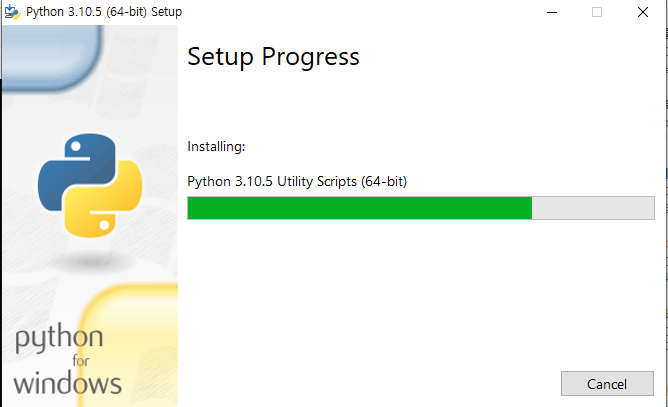 Python 3.10.5 (64-bit) Setup
Setup Progress
Installing:
Python 3.10.5 Utility Scripts (64-bit)
python
for
windows
Cancel